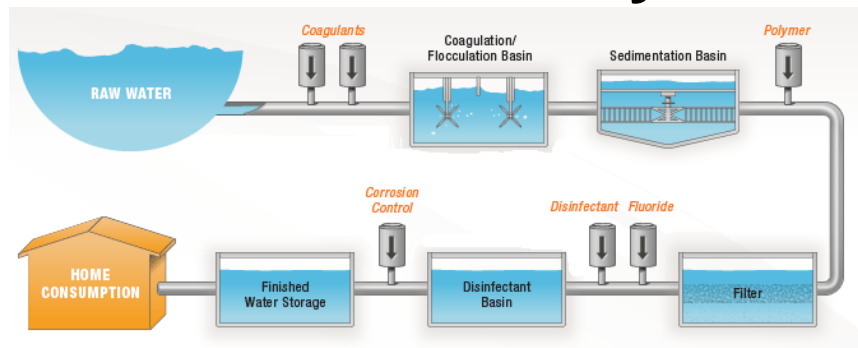 Coagulants
Coagulation/
Flocculation Basin
Sedimentation Basin
Polymer
RAW WATER
Corrosion
Control
Disinfectant
Fluoride
HOME
CONSUMPTION
Finished
Water Storage
Disinfectant
Basin
Filter